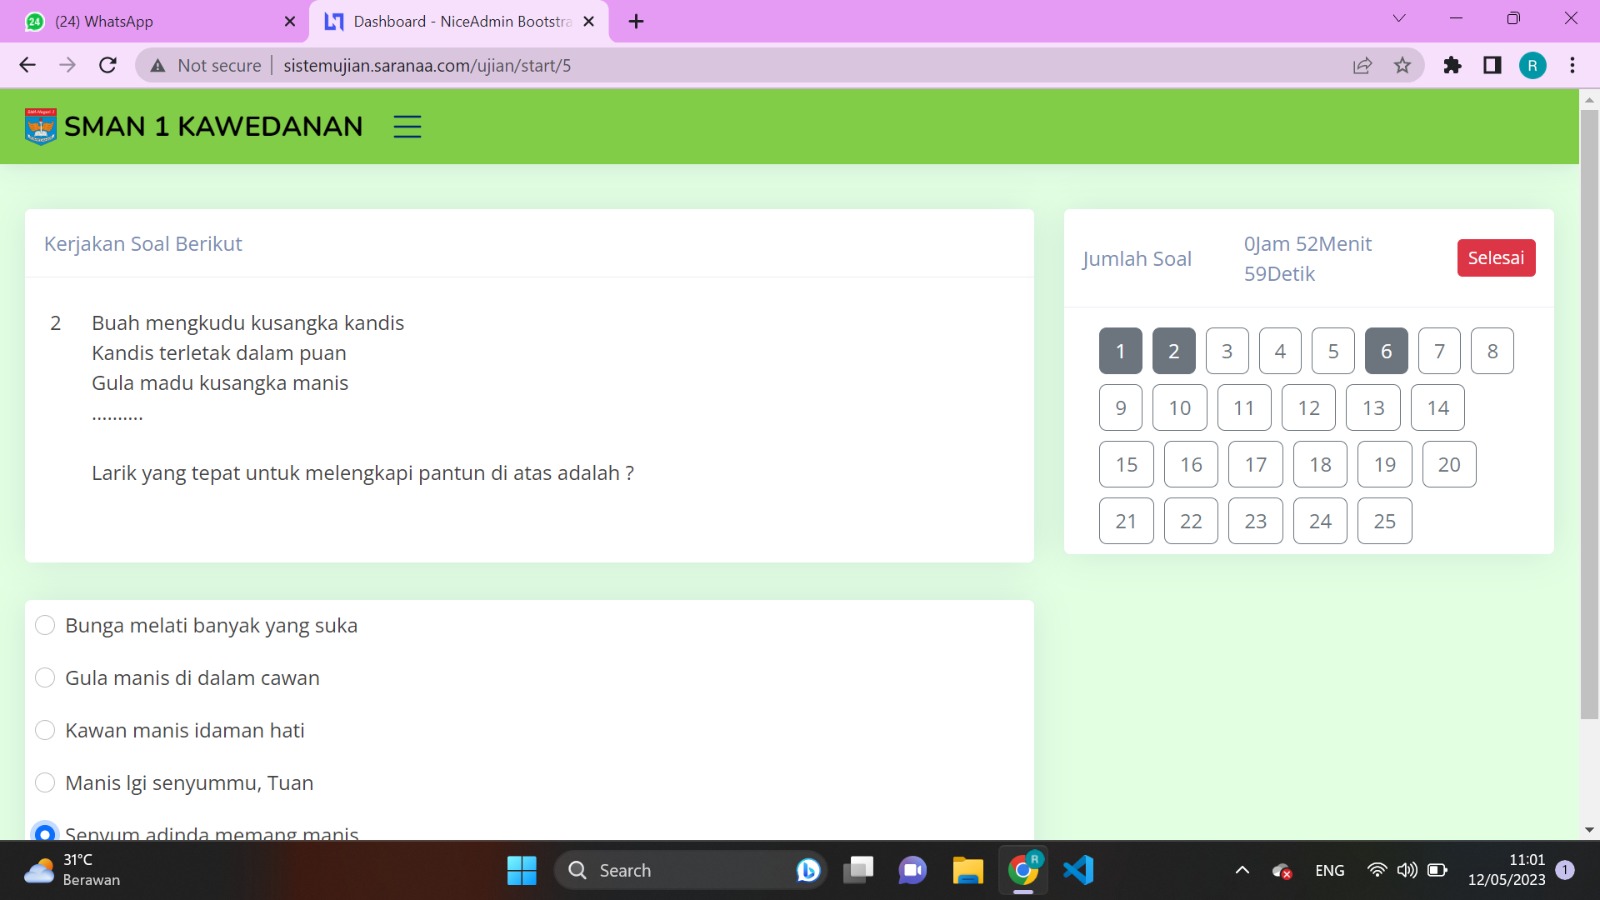 24
(24) WhatsApp
Dashboard - NiceAdmin Bootstra
Not secure
sistemujian.saranaa.com/ujian/start/5
R
SMAN 1 KAWEDANAN
Kerjakan Soal Berikut
2
Buah mengkudu kusangka kandis
Kandis terletak dalam puan
Gula madu kusangka manis
..........
Larik yang tepat untuk melengkapi pantun di atas adalah ?
Bunga melati banyak yang suka
Gula manis di dalam cawan
Kawan manis idaman hati
Manis lgi senyummu, Tuan
Senyum adinda memang manis
Jumlah Soal
0Jam 52Menit
59Detik
Selesai
1 2 3 4 5 6 7 8
9 10 11 12 13 14
15 16 17 18 19 20
21 22 23 24 25
31°C
Berawan
Search
R
ENG
11:01
12/05/2023
1